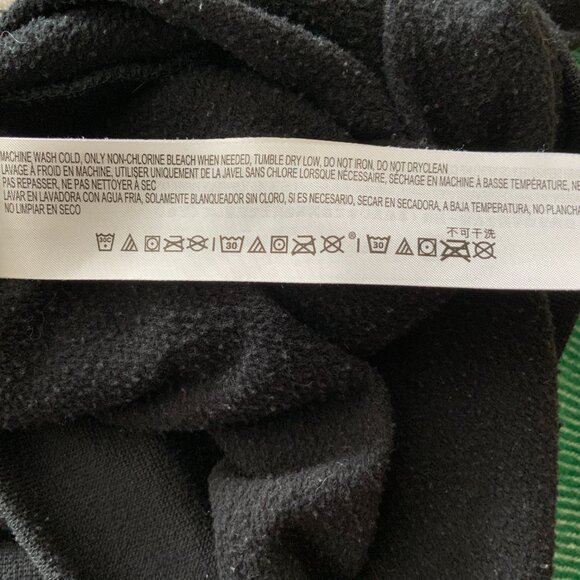 MACHINE WASH COLD, ONLY NON-CHLORINE BLEACH WHEN NEEDED, TUMBLE DRY LOW, DO NOT IRON, DO NOT DRYCLEAN
LAVAGE À FROID EN MACHINE, UTILISER UNIQUEMENT DE LA JAVEL SANS CHLORE LORSQUE NÉCESSAIRE, SÉCHAGE EN MACHINE À BASSE TEMPÉRATURE, NE
PAS REPASSER, NE PAS NETTOYER À SEC
LAVAR EN LAVADORA CON AGUA FRIA, SOLAMENTE BLANQUEADOR SIN CLORO, SI ES NECESARIO, SECAR EN SECADORA, A BAJA TEMPERATURA, NO PLANCHA
NO LIMPIAR EN SECO
不可干洗
30C 30 ® 30